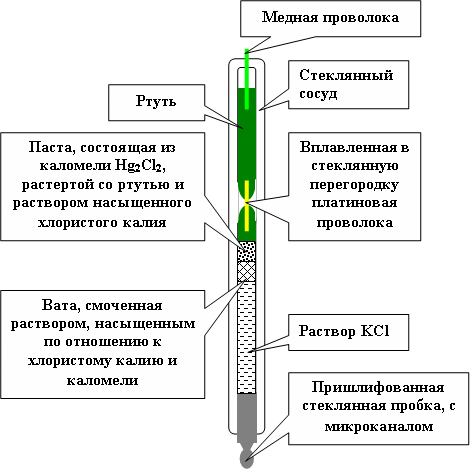 Медная проволока
Стеклянный
сосуд
Ртуть
Паста, состоящая из
каломели Hg2Cl2,
растертой со ртутью и
раствором насыщенного
хлористого калия
Вплавленная в
стеклянную
перегородку
платиновая
проволока
Вата, смоченная
раствором, насыщенным
по отношению к
хлористому калию и
каломели
Раствор KCl
Пришлифованная
стеклянная пробка, с
микроканалом